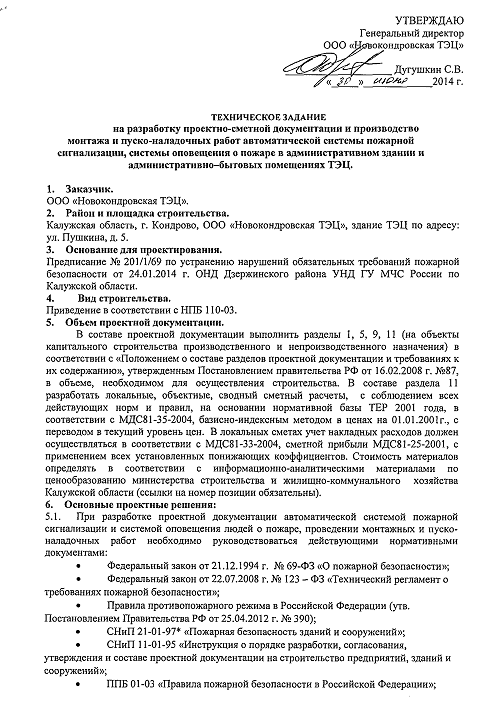 УТВЕРЖДАЮ
Генеральный директор
ООО «Новокондровская ТЭЦ»
Дугушкин С.В.
« 30 » июня 2014 г.
ТЕХНИЧЕСКОЕ ЗАДАНИЕ
на разработку проектно-сметной документации и производство
монтажа и пуско-наладочных работ автоматической системы пожарной
сигнализации, системы оповещения о пожаре в административном здании и
административно–бытовых помещениях ТЭЦ.
1. Заказчик.
ООО «Новокондровская ТЭЦ».
2. Район и площадка строительства.
Калужская область, г. Кондрово, ООО «Новокондровская ТЭЦ», здание ТЭЦ по адресу:
ул. Пушкина, д. 5.
3. Основание для проектирования.
Предписание № 201/1/69 по устранению нарушений обязательных требований пожарной
безопасности от 24.01.2014 г. ОНД Дзержинского района УНД ГУ МЧС России по
Калужской области.
4. Вид строительства.
Приведение в соответствии с НПБ 110-03.
5. Объем проектной документации.
В составе проектной документации выполнить разделы 1, 5, 9, 11 (на объекты
капитального строительства производственного и непроизводственного назначения) в
соответствии с «Положением о составе разделов проектной документации и требованиях к
их содержанию», утвержденным Постановлением правительства РФ от 16.02.2008 г. №87,
в объеме, необходимом для осуществления строительства. В составе раздела 11
разработать локальные, объектные, сводный сметный расчеты, с соблюдением всех
действующих норм и правил, на основании нормативной базы ТЕР 2001 года, в
соответствии с МДС81-35-2004, базисно-индексным методом в ценах на 01.01.2001г., с
переводом в текущий уровень цен. В локальных сметах учет накладных расходов должен
осуществляться в соответствии с МДС81-33-2004, сметной прибыли МДС81-25-2001, с
применением всех установленных понижающих коэффициентов. Стоимость материалов
определять в соответствии с информационно-аналитическими материалами по
ценообразованию министерства строительства и жилищно-коммунального хозяйства
Калужской области (ссылки на номер позиции обязательны).
6. Основные проектные решения:
5.1. При разработке проектной документации автоматической системой пожарной
сигнализации и системой оповещения людей о пожаре, проведении монтажных и пуско-
наладочных работ необходимо руководствоваться действующими нормативными
документами:
• Федеральный закон от 21.12.1994 г. № 69-ФЗ «О пожарной безопасности»;
• Федеральный закон от 22.07.2008 г. № 123 – ФЗ «Технический регламент о
требованиях пожарной безопасности»;
• Правила противопожарного режима в Российской Федерации (утв.
Постановлением Правительства РФ от 25.04.2012 г. № 390);
• СНиП 21-01-97* «Пожарная безопасность зданий и сооружений»;
• СНиП 11-01-95 «Инструкция о порядке разработки, согласования,
утверждения и составе проектной документации на строительство предприятий, зданий и
сооружений»;
• ППБ 01-03 «Правила пожарной безопасности в Российской Федерации»;